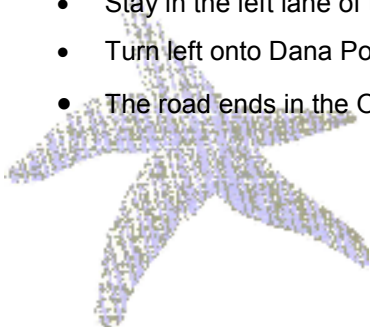 • Stay in the left lane of
• Turn left onto Dana Po
• The road ends in the